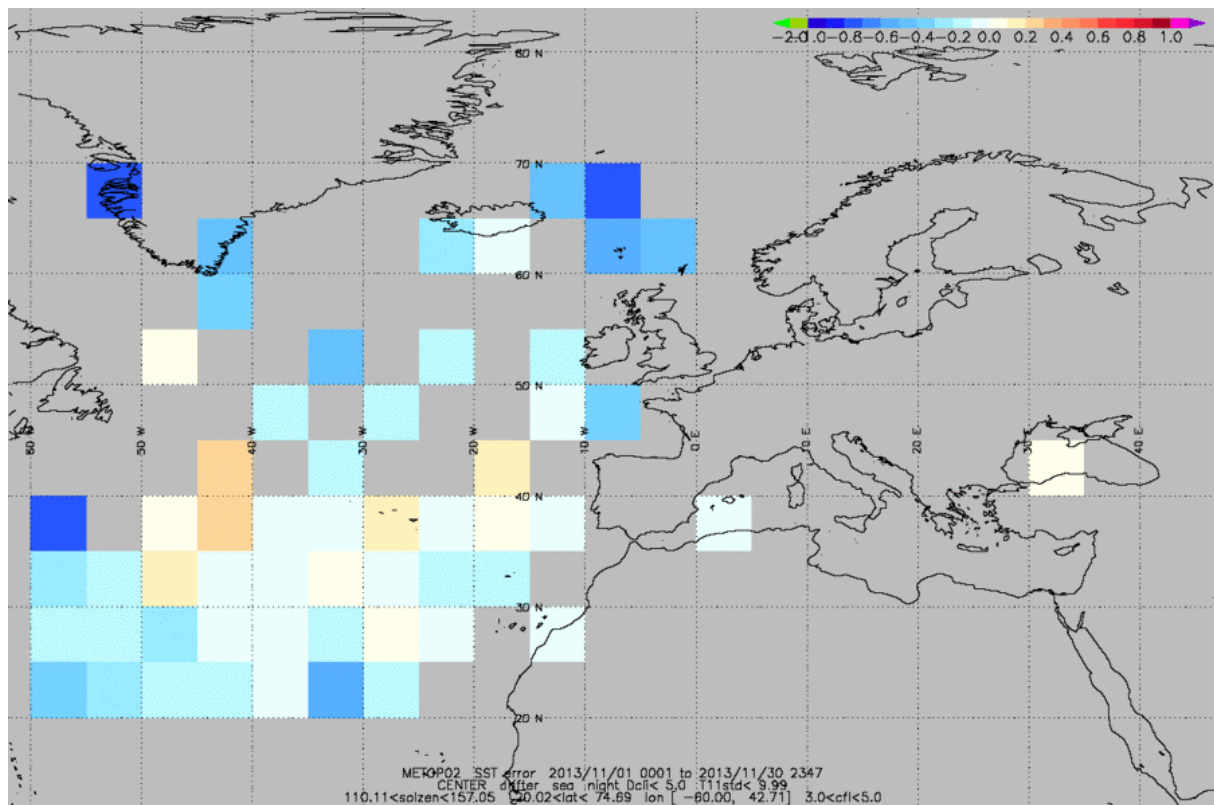 -2.0 -1.0 -0.8 -0.6 -0.4 -0.2 0.0 0.2 0.4 0.6 0.8 1.0
80 N
70 N
60 N
50 N
60 W 50 W 40 W 30 W 20 W 10 W 0 E 10 E 20 E 30 E 40 E
40 N
30 N
20 N
METOP02 SST error 2013/11/01 0001 to 2013/11/30 2347
CENTER drifter sea night Dcli< 5.0 T11std< 9.99
110.11<solzen<157.05 20.02<lat< 74.69 lon [ -60.00, 42.71] 3.0<cfl<5.0